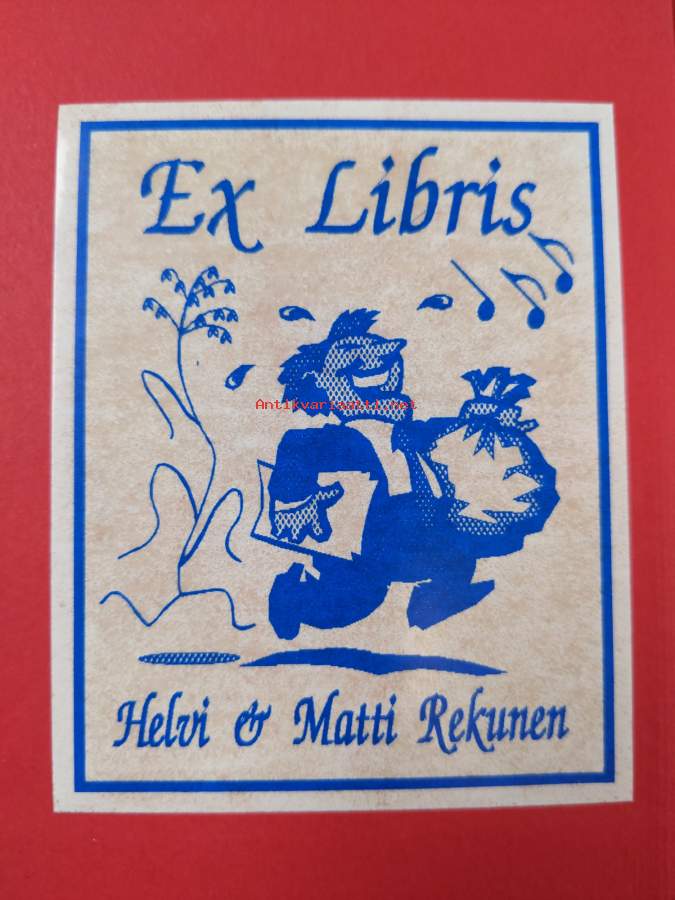 Ex Libris
Antikvariaatti.net
Helvi & Matti Rekunen